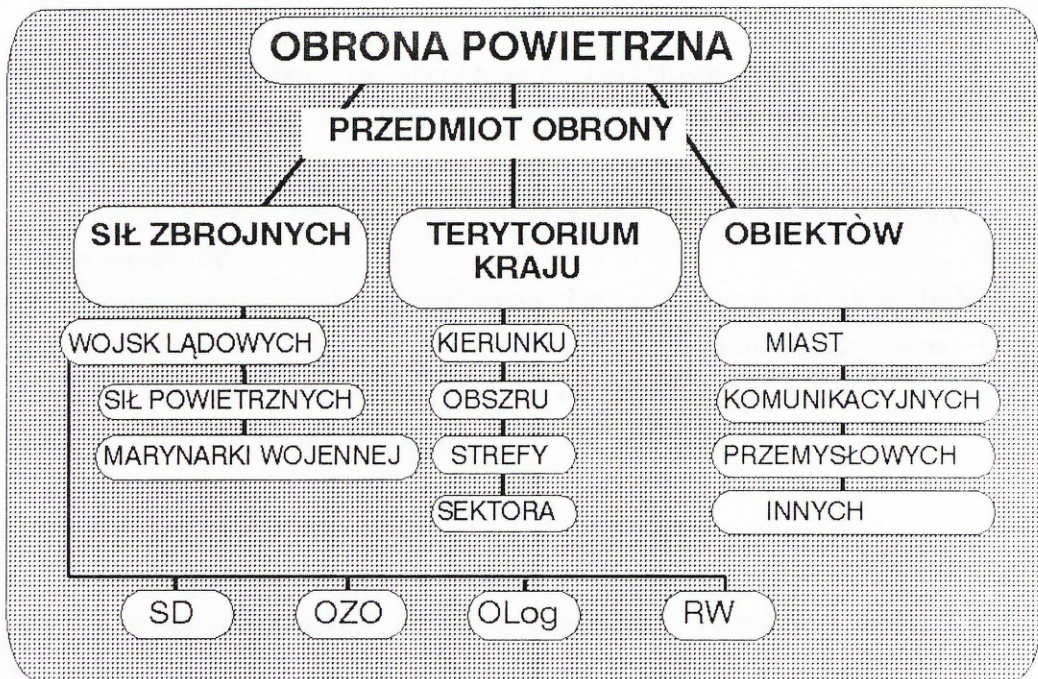 OBRONA POWIETRZNA
PRZEDMIOT OBRONY
SIŁ ZBROJNYCH
TERYTORIUM
KRAJU
OBIEKTÒW
WOJSK LĄDOWYCH
SIŁ POWIETRZNYCH
MARYNARKI WOJENNEJ
KIERUNKU
OBSZRU
STREFY
SEKTORA
MIAST
KOMUNIKACYJNYCH
PRZEMYSŁOWYCH
INNYCH
SD
OZO
OLog
RW